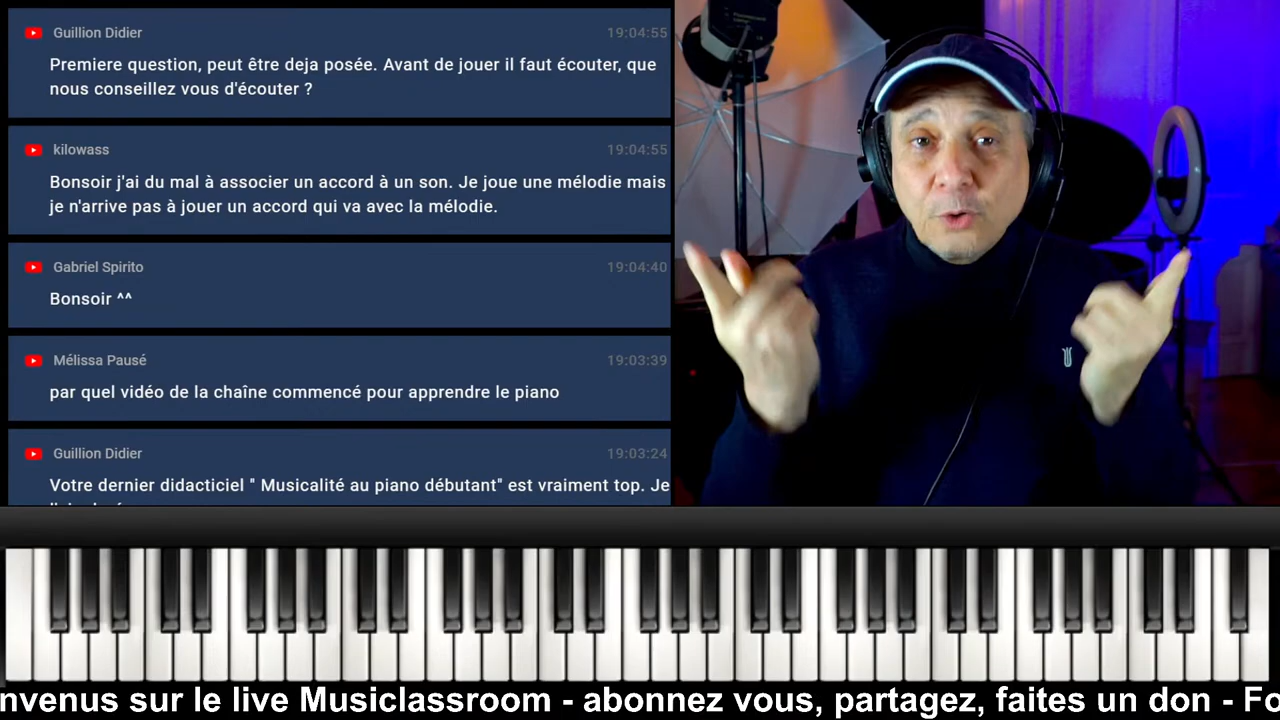 Guillion Didier 19:04:55
Premiere question, peut être deja posée. Avant de jouer il faut écouter, que
nous conseillez vous d'écouter ?
kilowass 19:04:55
Bonsoir j'ai du mal à associer un accord à un son. Je joue une mélodie mais
je n'arrive pas à jouer un accord qui va avec la mélodie.
Gabriel Spirito 19:04:40
Bonsoir ^^
Mélissa Pausé 19:03:39
par quel vidéo de la chaîne commencé pour apprendre le piano
Guillion Didier 19:03:24
Votre dernier didacticiel " Musicalité au piano débutant" est vraiment top. Je
nvenus sur le live Musiclassroom - abonnez vous, partagez, faites un don - Fo